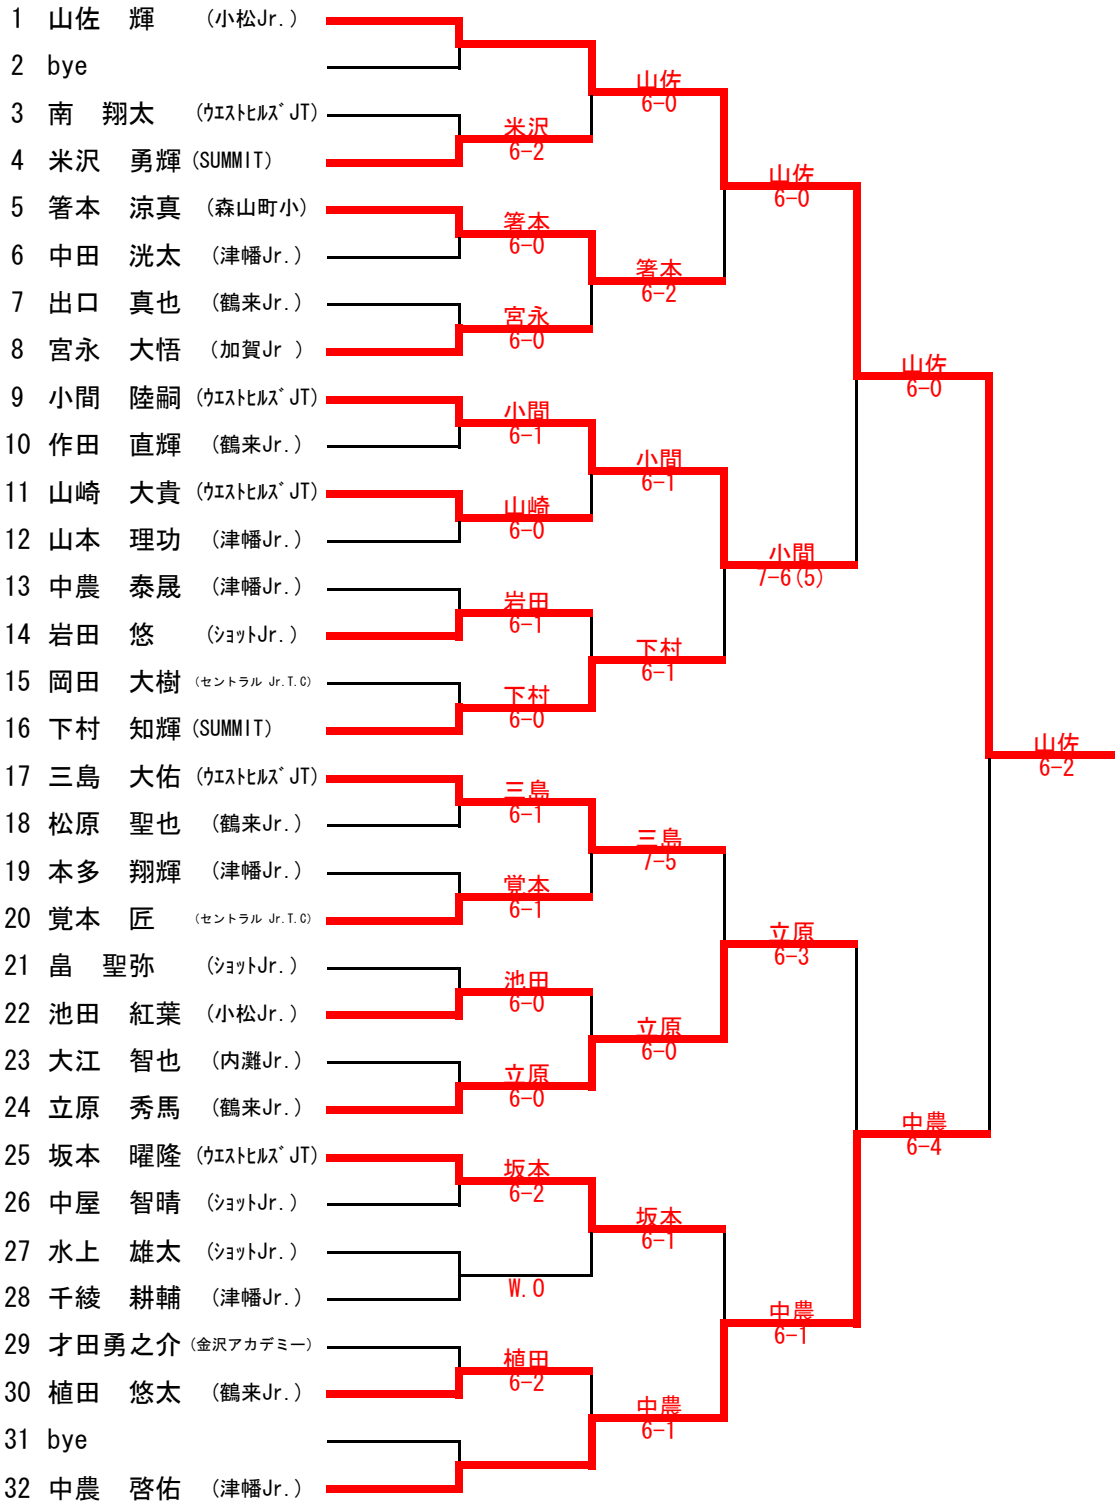 1 山佐 輝 (小松Jr.)
2 bye
山佐
6-0
3 南 翔太 (ｳｴｽﾄﾋﾙｽﾞJT)
米沢
6-2
4 米沢 勇輝 (SUMMIT)
山佐
6-0
5 箸本 涼真 (森山町小)
箸本
6-0
6 中田 洸太 (津幡Jr.)
箸本
6-2
7 出口 真也 (鶴来Jr.)
宮永
6-0
8 宮永 大悟 (加賀Jr )
山佐
6-0
9 小間 陸嗣 (ｳｴｽﾄﾋﾙｽﾞJT)
小間
6-1
10 作田 直輝 (鶴来Jr.)
小間
6-1
11 山崎 大貴 (ｳｴｽﾄﾋﾙｽﾞJT)
山崎
6-0
12 山本 理功 (津幡Jr.)
小間
7-6(5)
13 中農 泰晟 (津幡Jr.)
岩田
6-1
14 岩田 悠 (ｼｮｯﾄJr.)
下村
6-1
15 岡田 大樹 (セントラル Jr.T.C)
下村
6-0
16 下村 知輝 (SUMMIT)
山佐
6-2
17 三島 大佑 (ｳｴｽﾄﾋﾙｽﾞJT)
三島
6-1
18 松原 聖也 (鶴来Jr.)
三島
7-5
19 本多 翔輝 (津幡Jr.)
覚本
6-1
20 覚本 匠 (セントラル Jr.T.C)
立原
6-3
21 畠 聖弥 (ｼｮｯﾄJr.)
池田
6-0
22 池田 紅葉 (小松Jr.)
立原
6-0
23 大江 智也 (内灘Jr.)
立原
6-0
24 立原 秀馬 (鶴来Jr.)
中農
6-4
25 坂本 曜隆 (ｳｴｽﾄﾋﾙｽﾞJT)
坂本
6-2
26 中屋 智晴 (ｼｮｯﾄJr.)
坂本
6-1
27 水上 雄太 (ｼｮｯﾄJr.)
W.O
28 千綾 耕輔 (津幡Jr.)
中農
6-1
29 才田勇之介 (金沢アカデミー)
植田
6-2
30 植田 悠太 (鶴来Jr.)
中農
6-1
31 bye
32 中農 啓佑 (津幡Jr.)